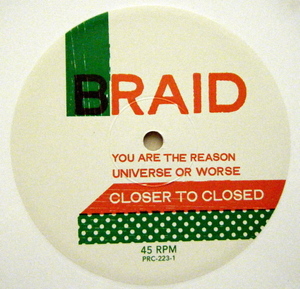 BRAID
YOU ARE THE REASON
UNIVERSE OR WORSE
CLOSER TO CLOSED
45 RPM
PRC-223-1